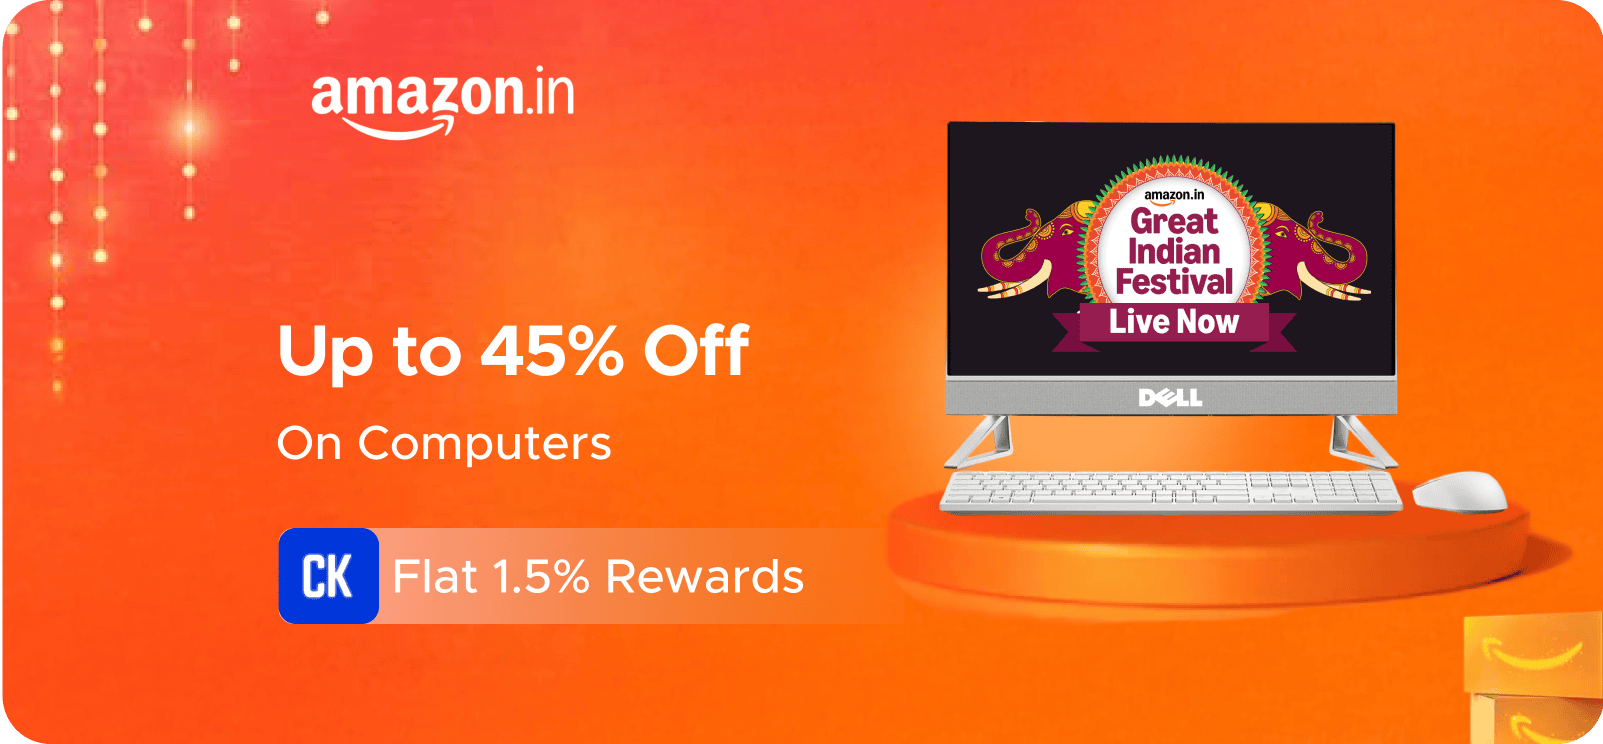 amazon.in
Up to 45% Off
On Computers
CK
Flat 1.5% Rewards
amazon.in
Great
Indian
Festival
Live Now
DELL